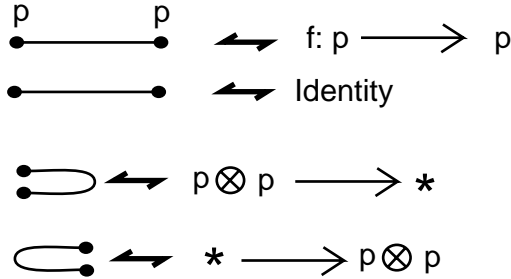 p p
f: p ⟶ p
Identity
p ⊗ p ⟶ *
* ⟶ p ⊗ p